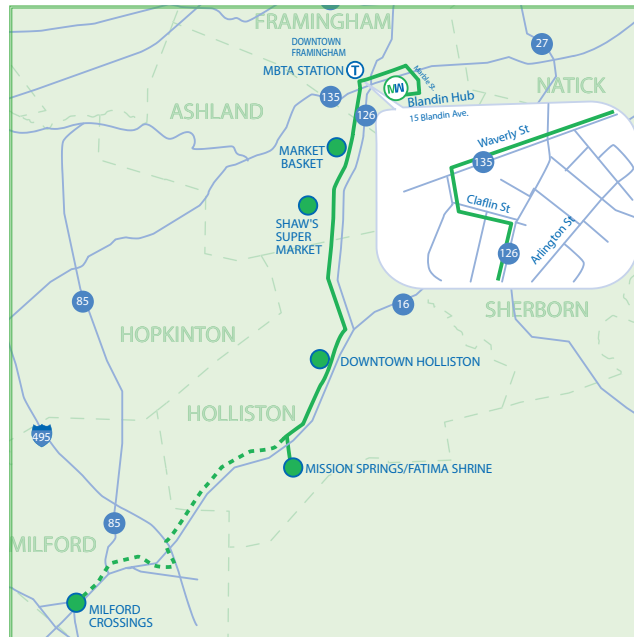 FRAMINGHAM
DOWNTOWN
FRAMINGHAM
MBTA STATION
T
27
Marble St.
MW
NATICK
Blandin Hub
15 Blandin Ave.
135
ASHLAND
126
MARKET
BASKET
Waverly St
135
Claflin St
Arlington St
126
SHAW'S
SUPER
MARKET
85
16
SHERBORN
HOPKINTON
DOWNTOWN HOLLISTON
HOLLISTON
495
MISSION SPRINGS/FATIMA SHRINE
85
MILFORD
MILFORD
CROSSINGS